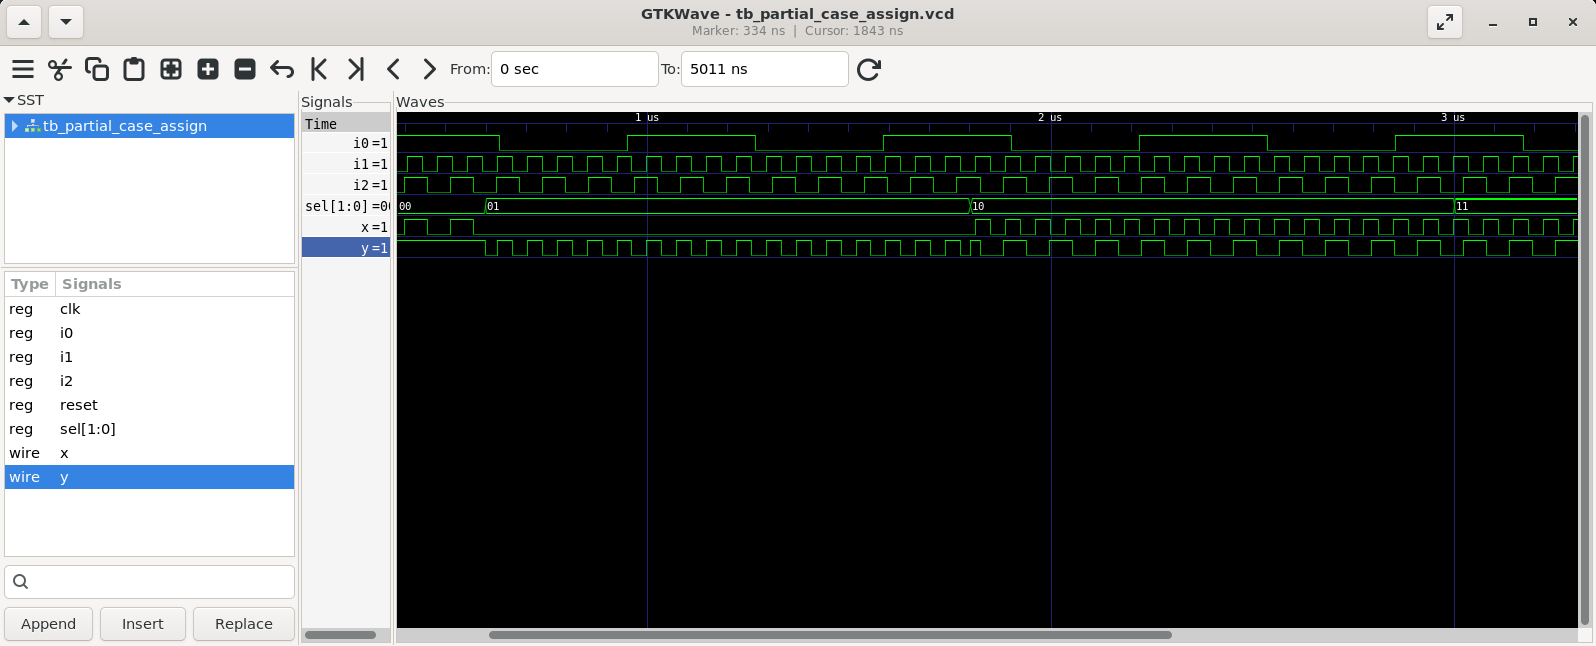 GTKWave - tb_partial_case_assign.vcd
Marker: 334 ns | Cursor: 1843 ns
From: 0 sec To: 5011 ns
SST
tb_partial_case_assign
Type Signals
reg clk
reg i0
reg i1
reg i2
reg reset
reg sel[1:0]
wire x
wire y
Append Insert Replace
Signals
Time
i0=1
i1=1
i2=1
sel[1:0]=00
x=1
y=1
Waves
1 us 2 us 3 us
00 01 10 11